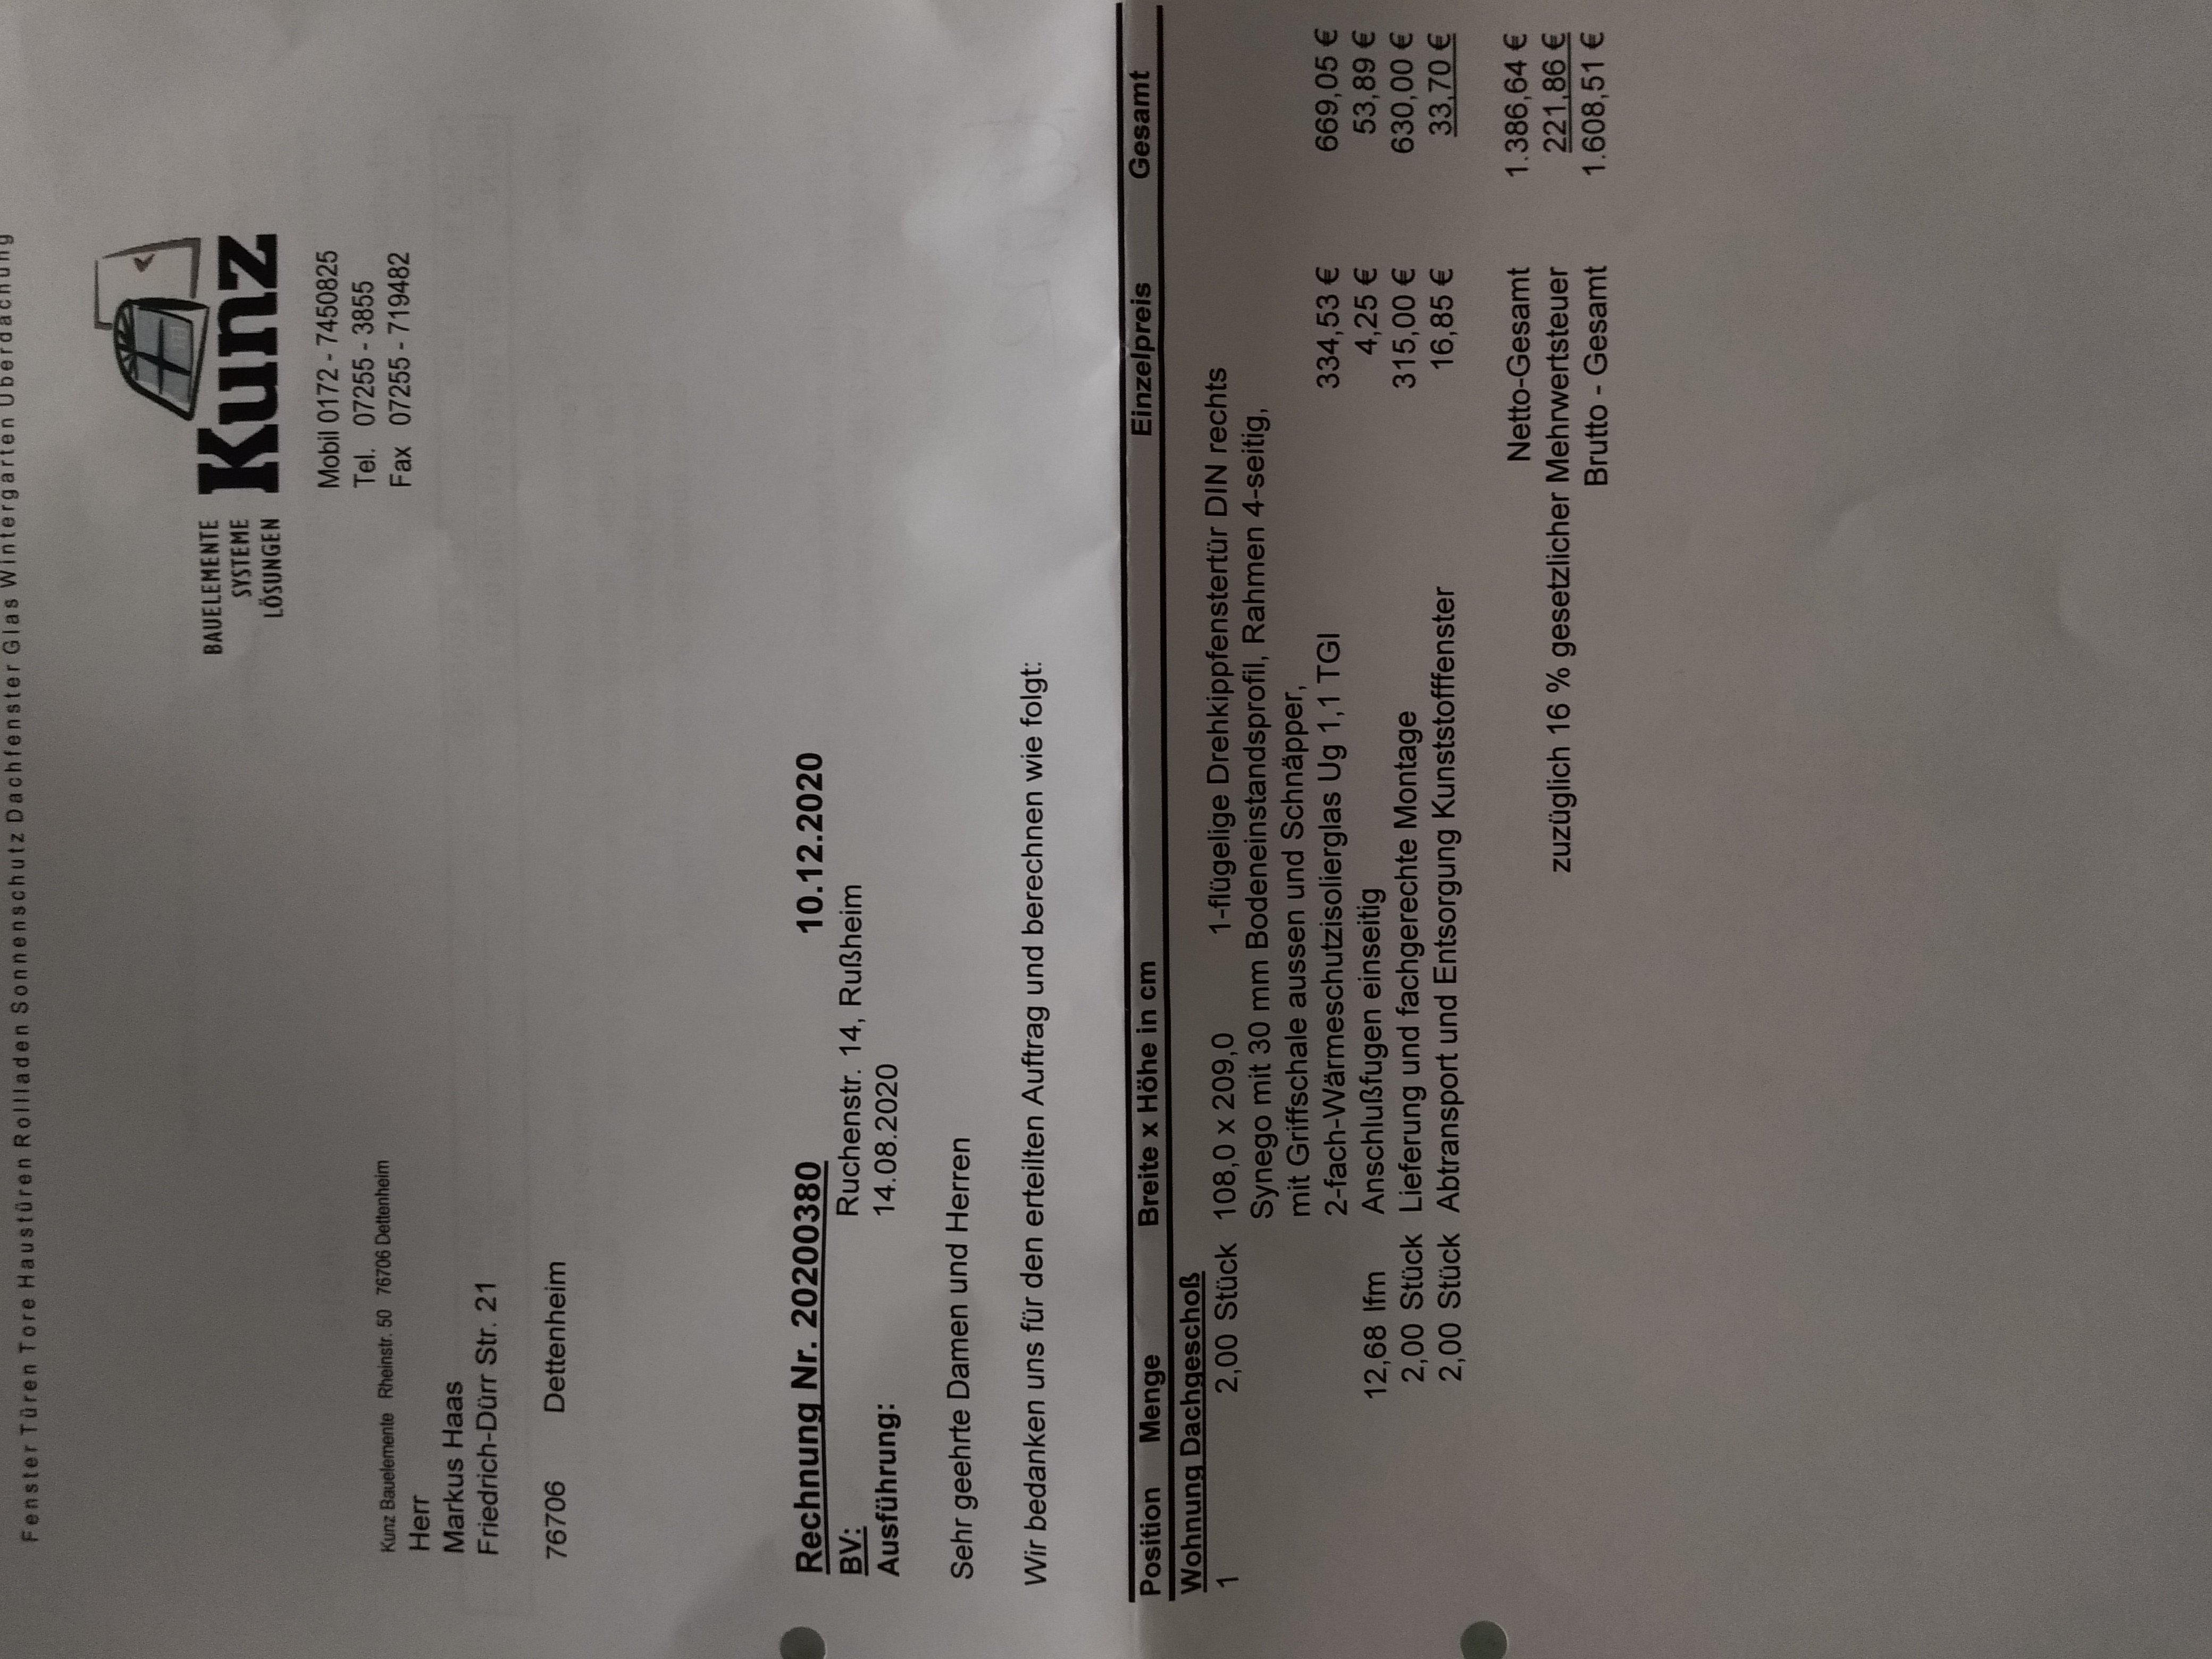 Fenster Türen Tore Haustüren Rollladen Sonnenschutz Dachfenster Glas Wintergarten Überdachung
BAUELEMENTE
SYSTEME
LÖSUNGEN
Kunz
Mobil 0172 - 7450825
Tel. 07255 - 3855
Fax 07255 - 719482
Kunz Bauelemente Rheinstr. 50 76706 Dettenheim
Herr
Markus Haas
Friedrich-Dürr Str. 21
76706 Dettenheim
Rechnung Nr. 20200380 10.12.2020
BV: Ruchenstr. 14, Rußheim
Ausführung: 14.08.2020
Sehr geehrte Damen und Herren
Wir bedanken uns für den erteilten Auftrag und berechnen wie folgt:
Position Menge Breite x Höhe in cm Einzelpreis Gesamt
Wohnung Dachgeschoß
1 2,00 Stück 108,0 x 209,0 1-flügelige Drehkippfenstertür DIN rechts
Synego mit 30 mm Bodeneinstandsprofil, Rahmen 4-seitig,
mit Griffschale aussen und Schnäpper,
2-fach-Wärmeschutzisolierglas Ug 1,1 TGI 334,53 € 669,05 €
12,68 lfm Anschlußfugen einseitig 4,25 € 53,89 €
2,00 Stück Lieferung und fachgerechte Montage 315,00 € 630,00 €
2,00 Stück Abtransport und Entsorgung Kunststofffenster 16,85 € 33,70 €
Netto-Gesamt 1.386,64 €
zuzüglich 16 % gesetzlicher Mehrwertsteuer 221,86 €
Brutto - Gesamt 1.608,51 €